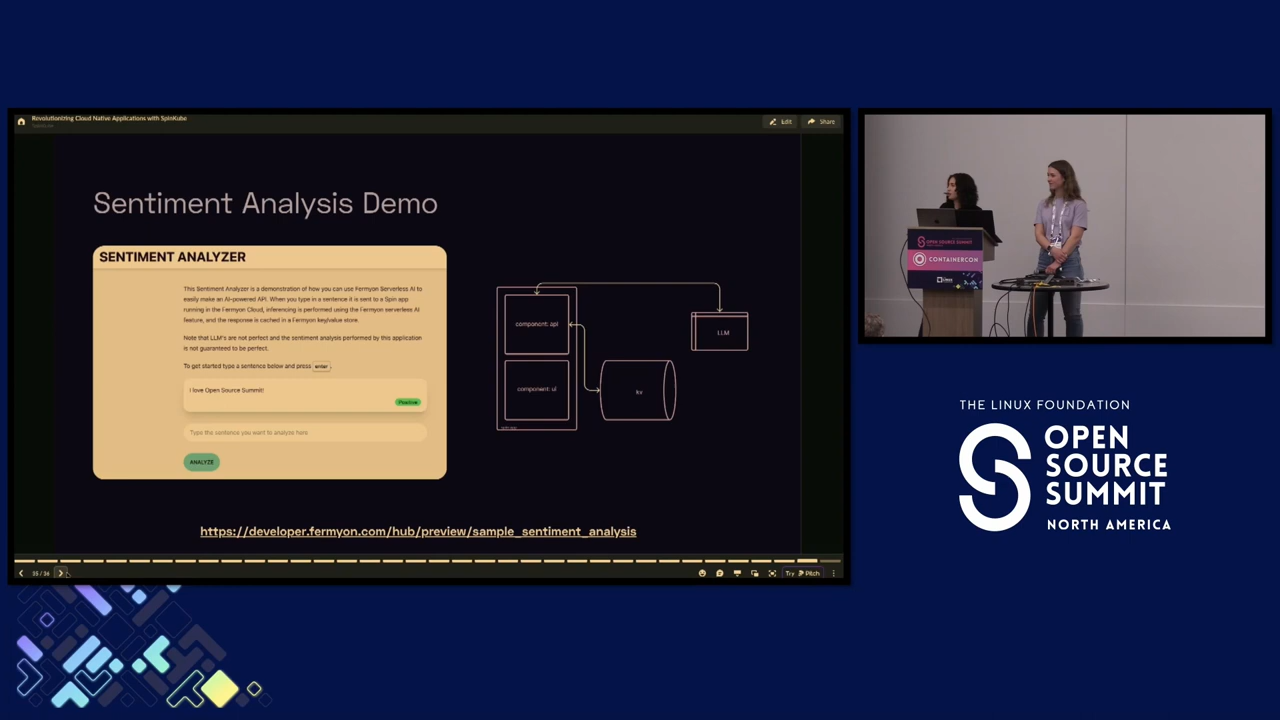 Revolutionizing Cloud Native Applications with SpinKube
Edit
Share
Sentiment Analysis Demo
SENTIMENT ANALYZER
This Sentiment Analyzer is a demonstration of how you can use Fermyon Serverless AI to
easily make an AI-powered API. When you type in a sentence it is sent to a Spin app
running in the Fermyon Cloud, inferencing is performed using the Fermyon serverless AI
feature, and the response is cached in a Fermyon key/value store.
Note that LLM's are not perfect and the sentiment analysis performed by this application
is not guaranteed to be perfect.
To get started type a sentence below and press enter .
I love Open Source Summit!
Positive
Type the sentence you want to analyze here
ANALYZE
component: api
component: ui
LLM
kv
https://developer.fermyon.com/hub/preview/sample_sentiment_analysis
35 / 36
Try Pitch
OPEN SOURCE SUMMIT
CONTAINERCON
THE LINUX FOUNDATION
OPEN
SOURCE
SUMMIT
NORTH AMERICA